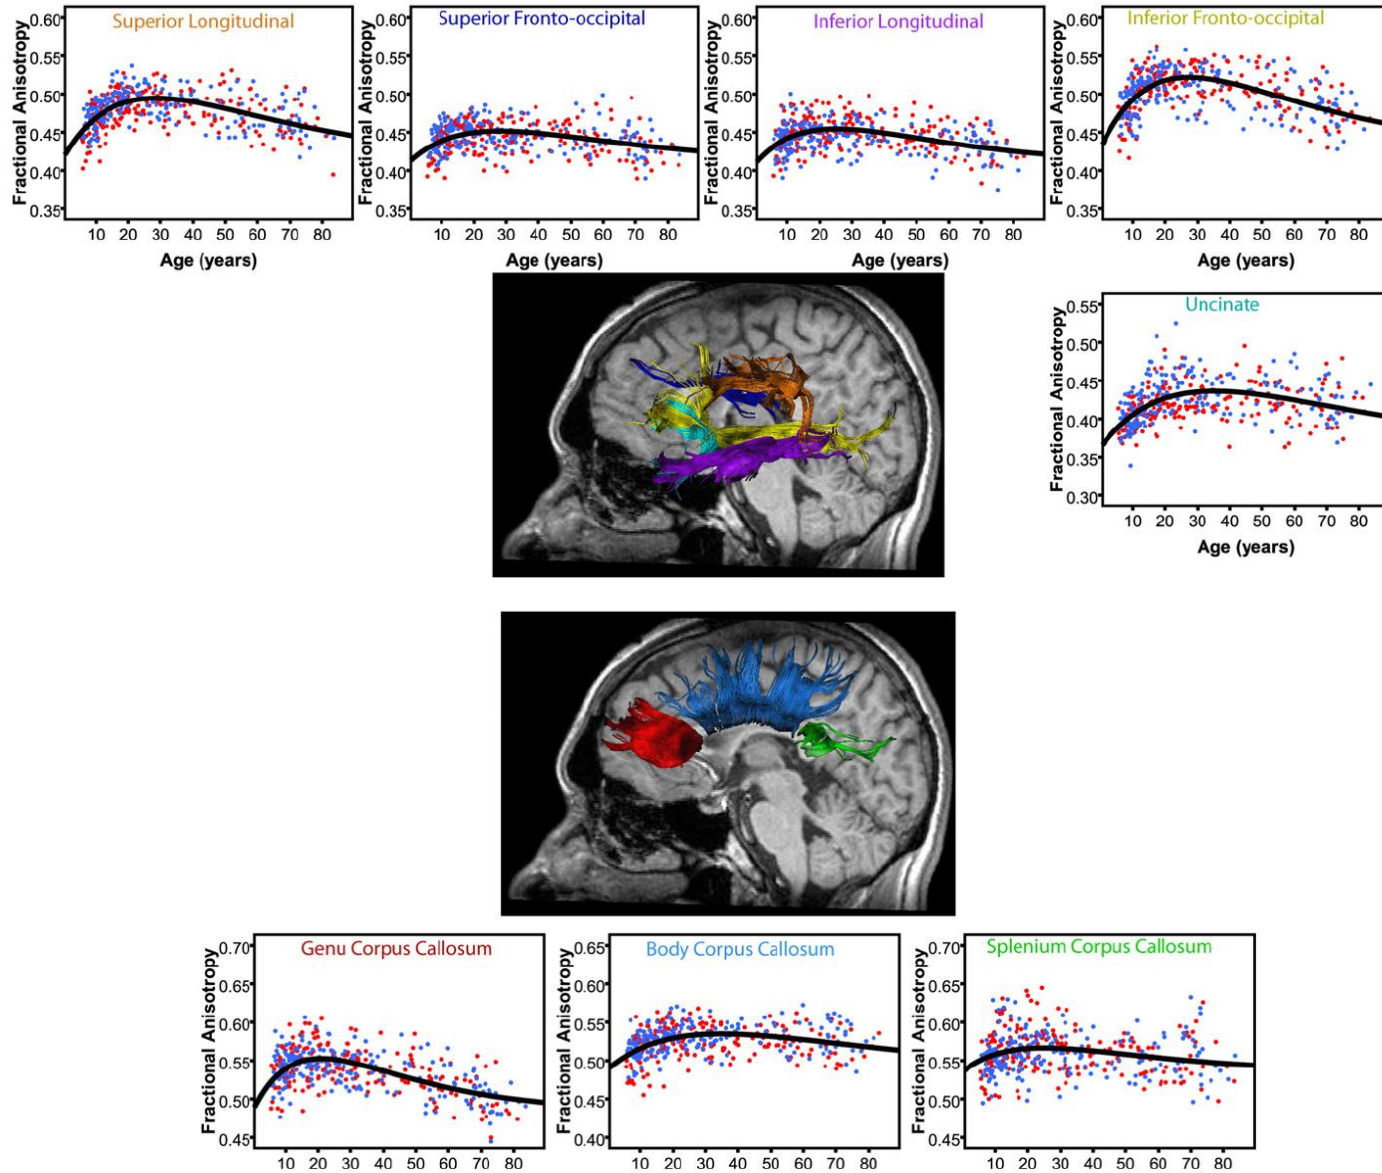 Superior Longitudinal
Fractional Anisotropy
0.60
0.55
0.50
0.45
0.40
0.35
10 20 30 40 50 60 70 80
Age (years)
Superior Fronto-occipital
Fractional Anisotropy
0.60
0.55
0.50
0.45
0.40
0.35
10 20 30 40 50 60 70 80
Age (years)
Inferior Longitudinal
Fractional Anisotropy
0.60
0.55
0.50
0.45
0.40
0.35
10 20 30 40 50 60 70 80
Age (years)
Inferior Fronto-occipital
Fractional Anisotropy
0.60
0.55
0.50
0.45
0.40
0.35
10 20 30 40 50 60 70 80
Age (years)
Uncinate
Fractional Anisotropy
0.55
0.50
0.45
0.40
0.35
0.30
10 20 30 40 50 60 70 80
Age (years)
Genu Corpus Callosum
Fractional Anisotropy
0.70
0.65
0.60
0.55
0.50
0.45
10 20 30 40 50 60 70 80
Body Corpus Callosum
Fractional Anisotropy
0.65
0.60
0.55
0.50
0.45
0.40
10 20 30 40 50 60 70 80
Splenium Corpus Callosum
Fractional Anisotropy
0.70
0.65
0.60
0.55
0.50
0.45
10 20 30 40 50 60 70 80